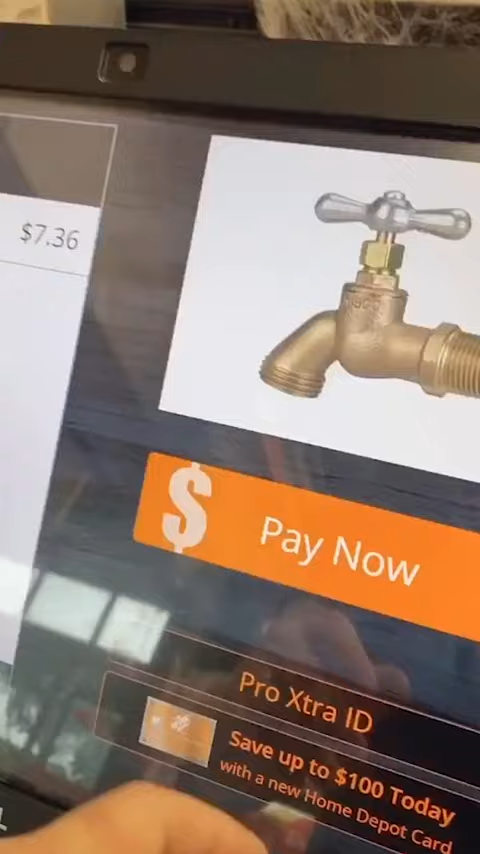 $7.36
$ Pay Now
Pro Xtra ID
Save up to $100 Today
with a new Home Depot Card